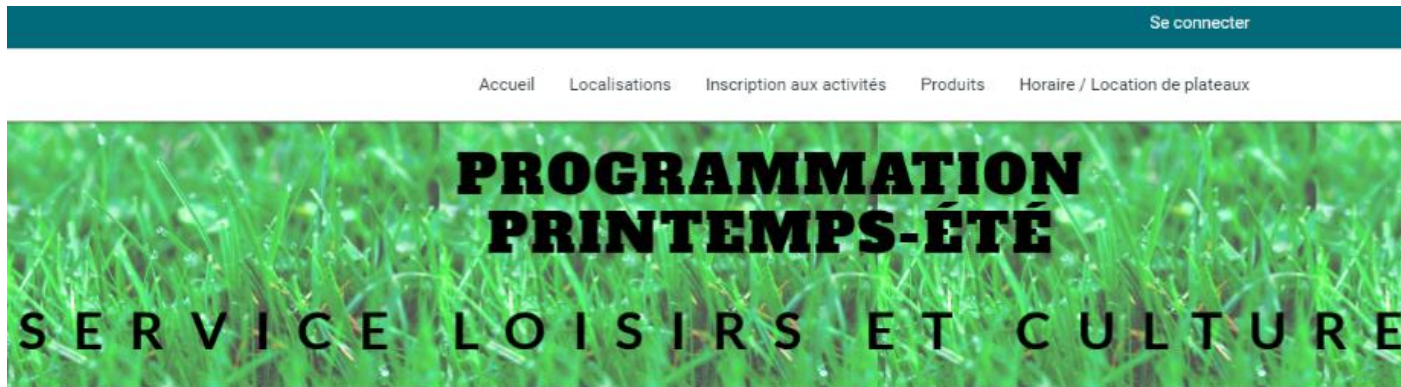 Se connecter
Accueil Localisations Inscription aux activités Produits Horaire / Location de plateaux
PROGRAMMATION
PRINTEMPS-ÉTÉ
SERVICE LOISIRS ET CULTURE